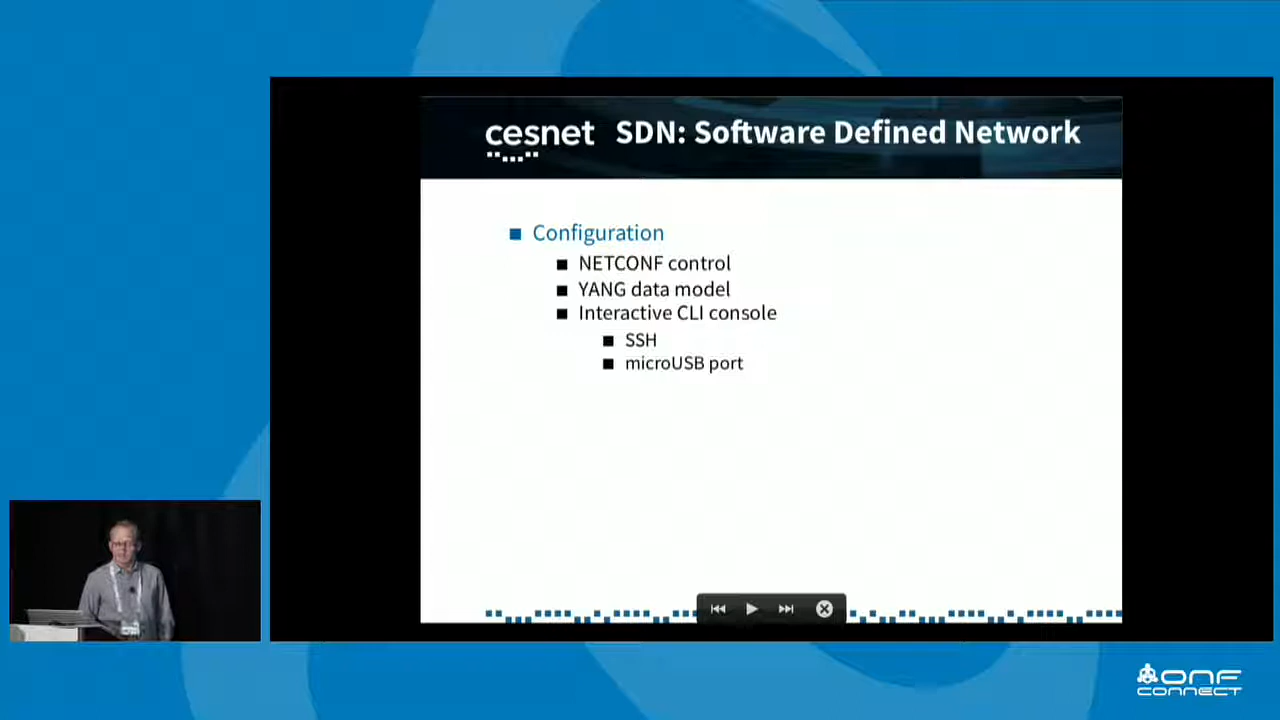 cesnet SDN: Software Defined Network
Configuration
NETCONF control
YANG data model
Interactive CLI console
SSH
microUSB port
ONF
CONNECT